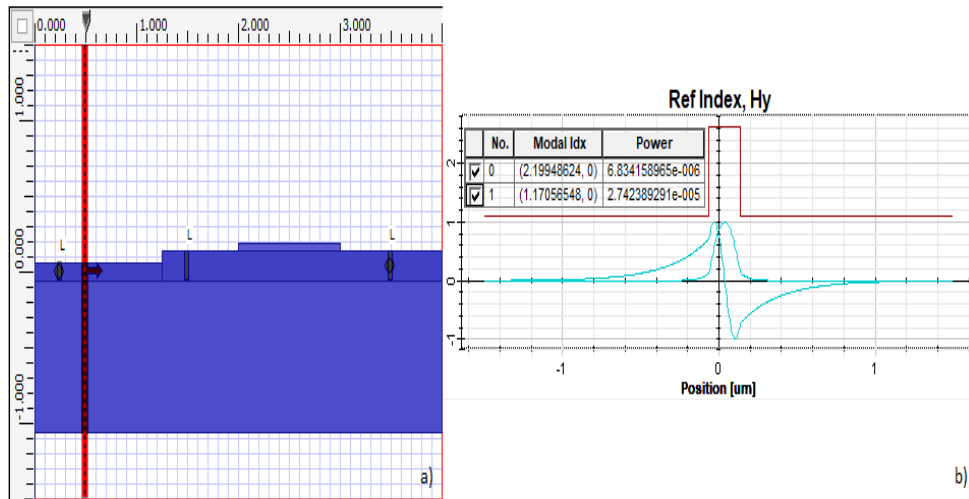 0.000 1.000 2.000 3.000
1.000
0.000
-1.000
L
L
L
a)
Ref Index, Hy
No. Modal Idx Power
0 (2.19948624, 0) 6.834158965e-006
1 (1.17056548, 0) 2.742389291e-005
2
1
0
-1
-1 0 1
Position [um]
b)